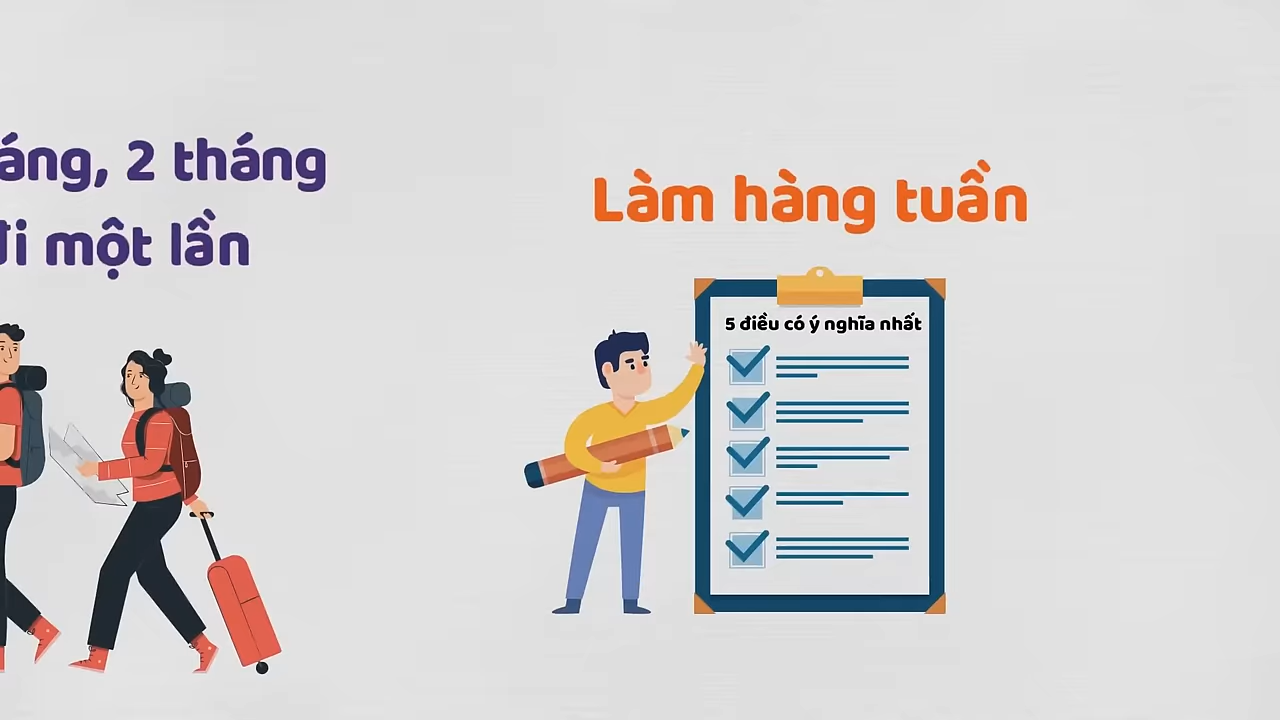 áng, 2 tháng
đi một lần
Làm hàng tuần
5 điều có ý nghĩa nhất